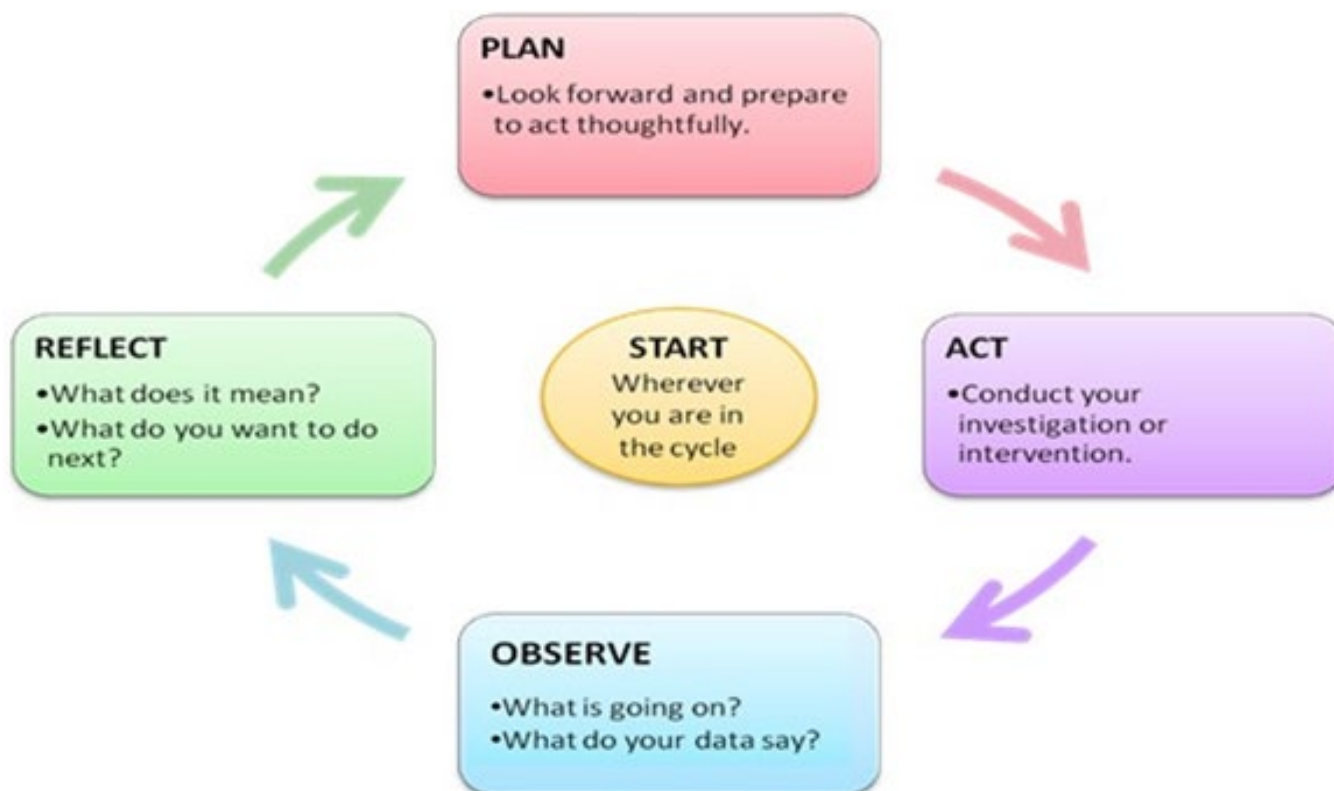 PLAN
•Look forward and prepare
to act thoughtfully.
REFLECT
•What does it mean?
•What do you want to do
next?
START
Wherever
you are in
the cycle
ACT
•Conduct your
investigation or
intervention.
OBSERVE
•What is going on?
•What do your data say?